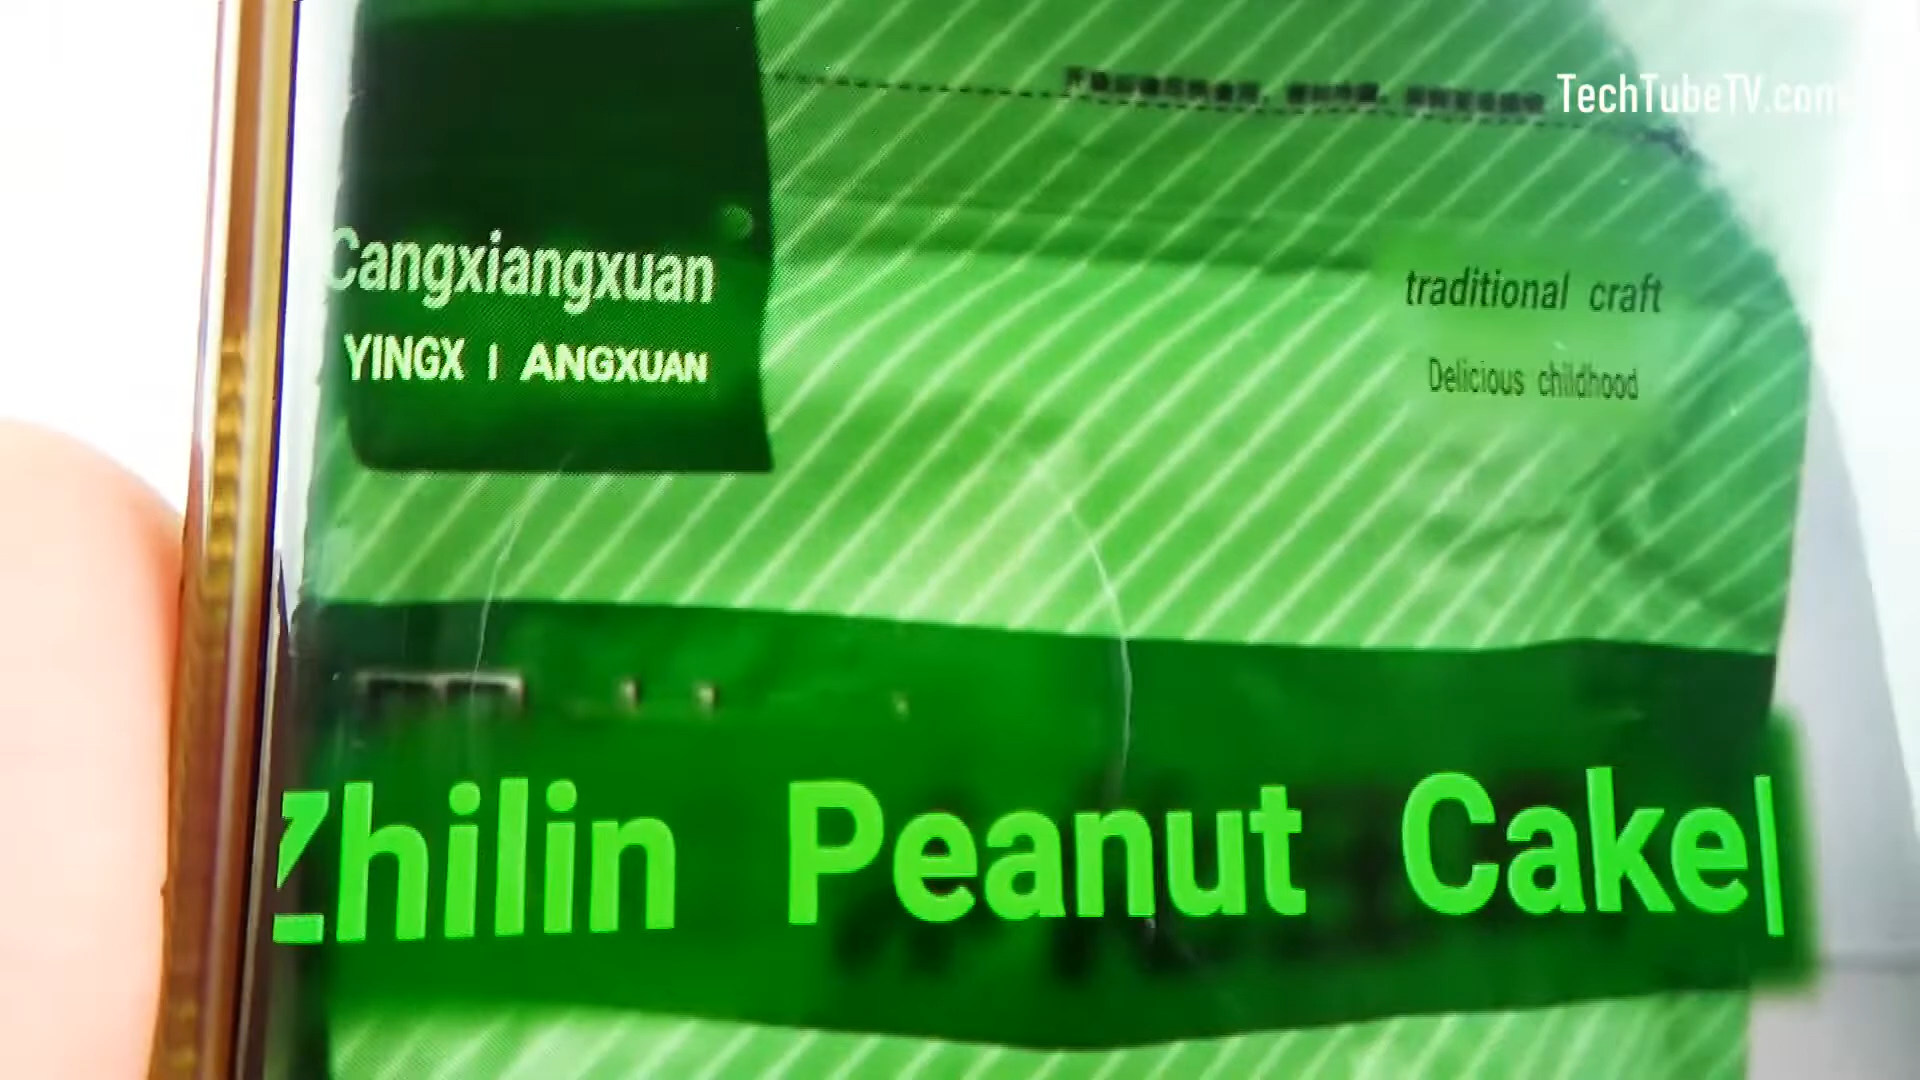 TechTubeTV.com
Cangxiangxuan
YINGX | ANGXUAN
traditional craft
Delicious childhood
Zhilin Peanut Cake|